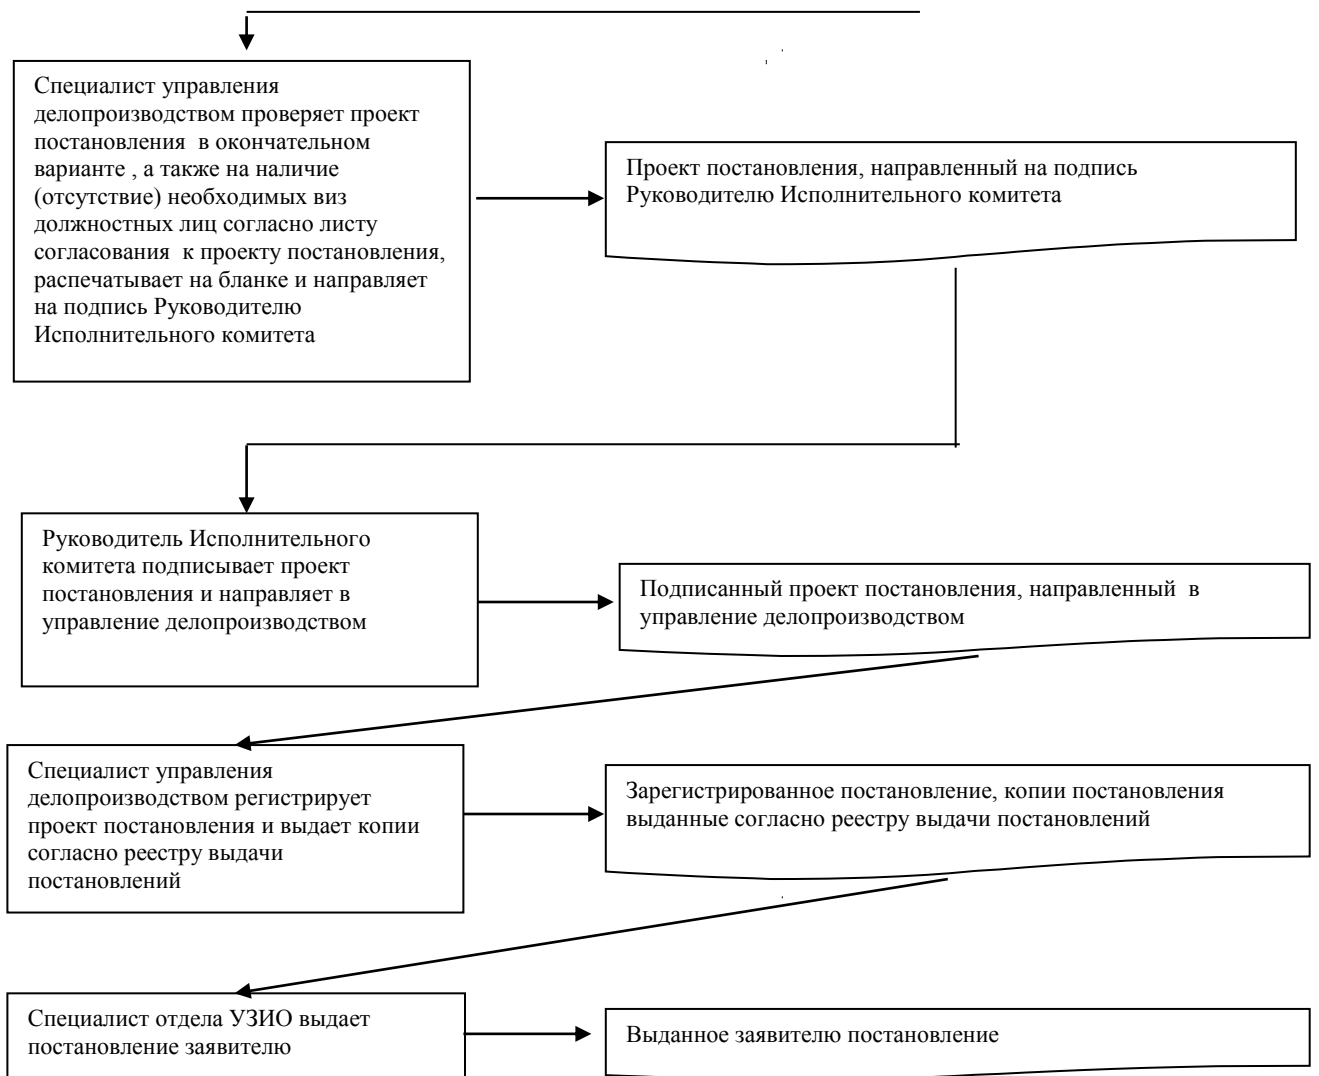 Специалист управления
делопроизводством проверяет проект
постановления в окончательном
варианте , а также на наличие
(отсутствие) необходимых виз
должностных лиц согласно листу
согласования к проекту постановления,
распечатывает на бланке и направляет
на подпись Руководителю
Исполнительного комитета
Проект постановления, направленный на подпись
Руководителю Исполнительного комитета
Руководитель Исполнительного
комитета подписывает проект
постановления и направляет в
управление делопроизводством
Подписанный проект постановления, направленный в
управление делопроизводством
Специалист управления
делопроизводством регистрирует
проект постановления и выдает копии
согласно реестру выдачи
постановлений
Зарегистрированное постановление, копии постановления
выданные согласно реестру выдачи постановлений
Специалист отдела УЗИО выдает
постановление заявителю
Выданное заявителю постановление